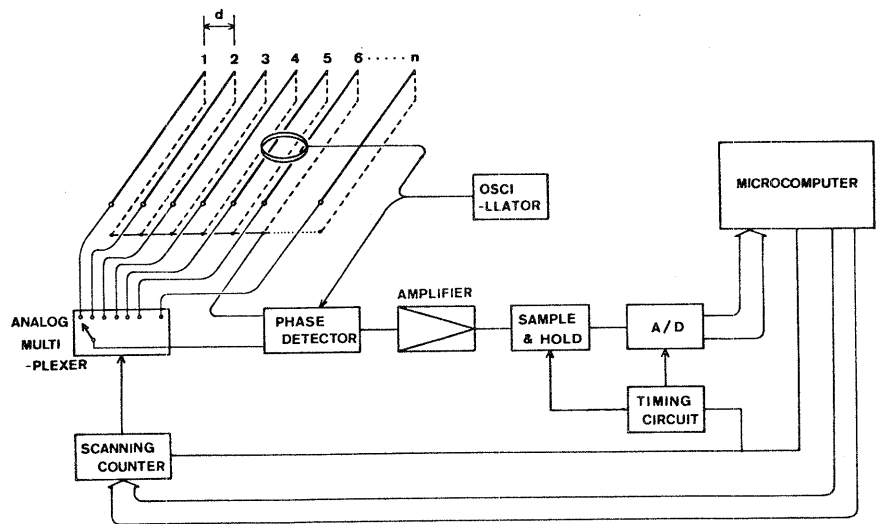 d
1 2 3 4 5 6 ····· n
OSCI
-LLATOR
MICROCOMPUTER
ANALOG
MULTI
-PLEXER
PHASE
DETECTOR
AMPLIFIER
SAMPLE
& HOLD
A/D
TIMING
CIRCUIT
SCANNING
COUNTER